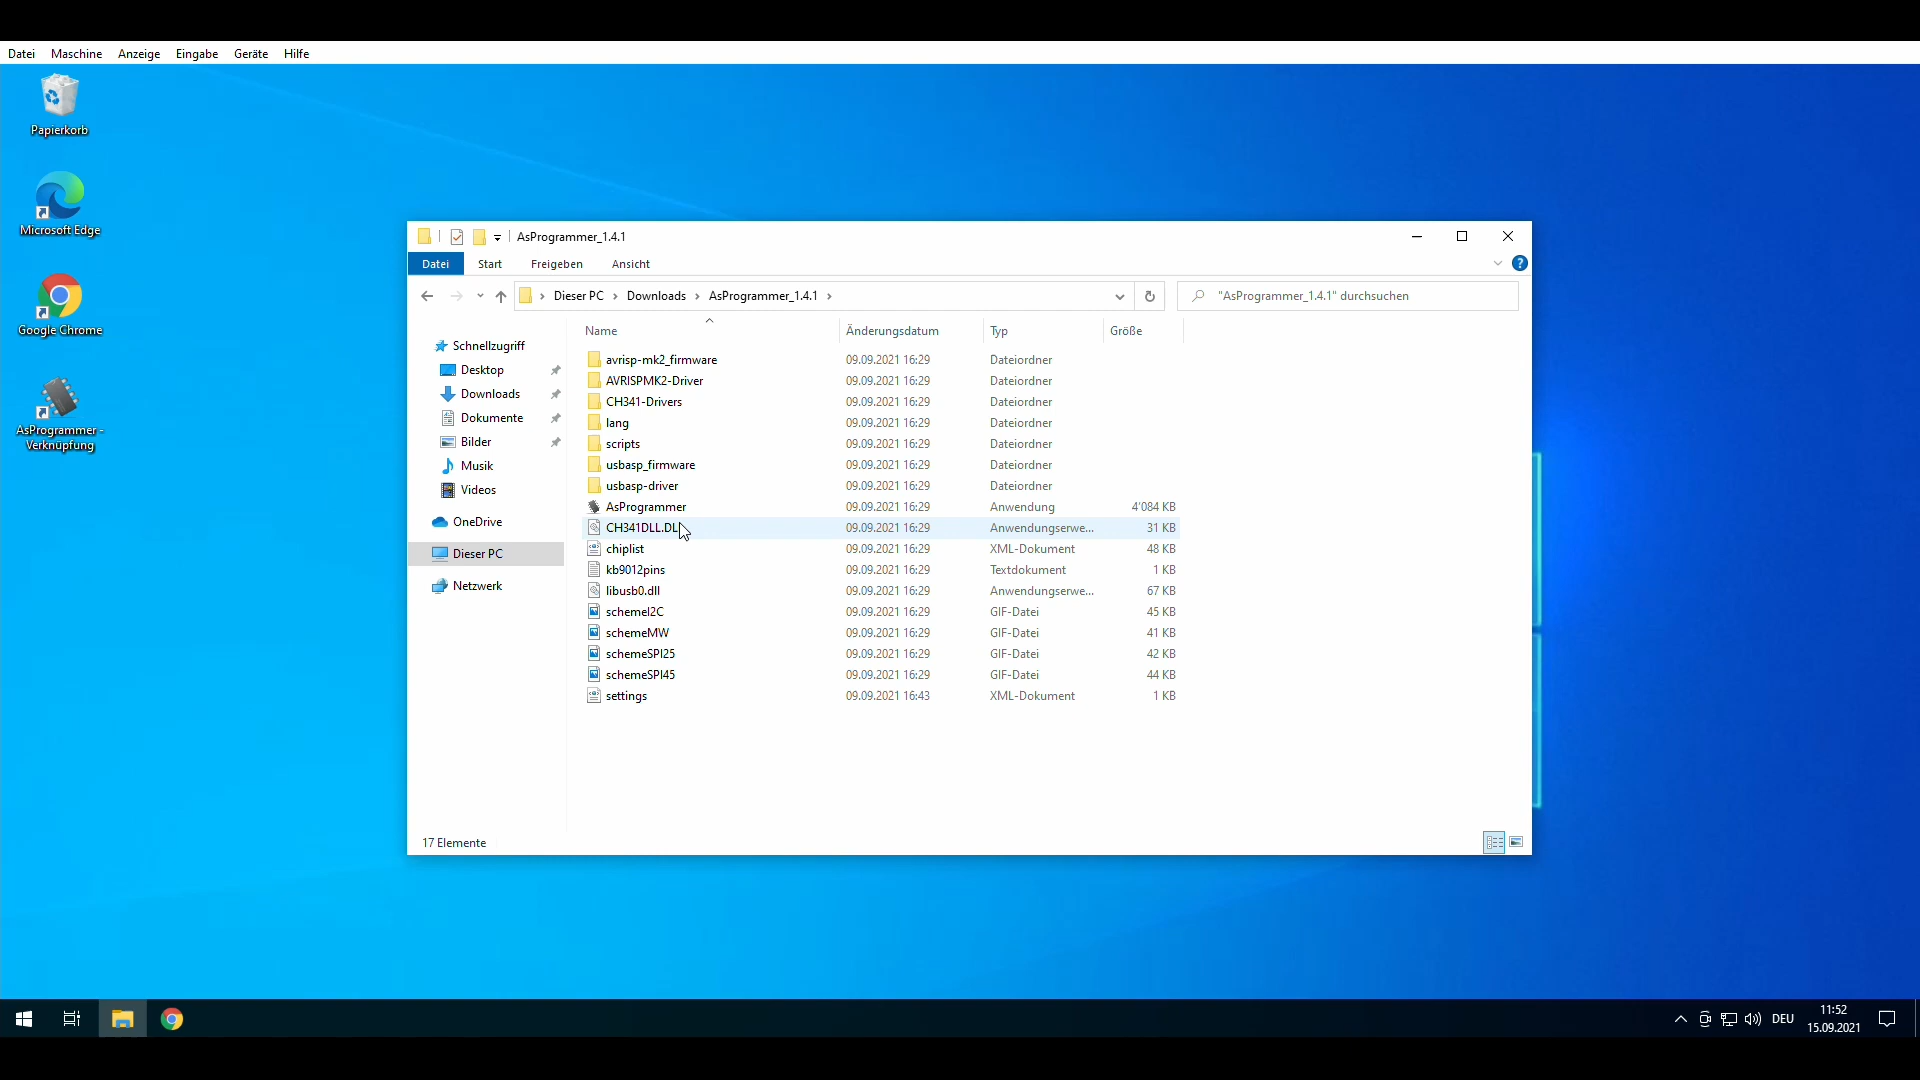 Datei Maschine Anzeige Eingabe Geräte Hilfe
Papierkorb
Microsoft Edge
Google Chrome
AsProgrammer -
Verknüpfung
AsProgrammer_1.4.1
Datei Start Freigeben Ansicht
Dieser PC Downloads AsProgrammer_1.4.1
"AsProgrammer_1.4.1" durchsuchen
Schnellzugriff
Desktop
Downloads
Dokumente
Bilder
Musik
Videos
OneDrive
Dieser PC
Netzwerk
Name Änderungsdatum Typ Größe
avrisp-mk2_firmware 09.09.2021 16:29 Dateiordner
AVRISPMK2-Driver 09.09.2021 16:29 Dateiordner
CH341-Drivers 09.09.2021 16:29 Dateiordner
lang 09.09.2021 16:29 Dateiordner
scripts 09.09.2021 16:29 Dateiordner
usbasp_firmware 09.09.2021 16:29 Dateiordner
usbasp-driver 09.09.2021 16:29 Dateiordner
AsProgrammer 09.09.2021 16:29 Anwendung 4'084 KB
CH341DLL.DLL 09.09.2021 16:29 Anwendungserwe... 31 KB
chiplist 09.09.2021 16:29 XML-Dokument 48 KB
kb9012pins 09.09.2021 16:29 Textdokument 1 KB
libusb0.dll 09.09.2021 16:29 Anwendungserwe... 67 KB
schemeI2C 09.09.2021 16:29 GIF-Datei 45 KB
schemeMW 09.09.2021 16:29 GIF-Datei 41 KB
schemeSPI25 09.09.2021 16:29 GIF-Datei 42 KB
schemeSPI45 09.09.2021 16:29 GIF-Datei 44 KB
settings 09.09.2021 16:43 XML-Dokument 1 KB
17 Elemente
DEU
11:52
15.09.2021